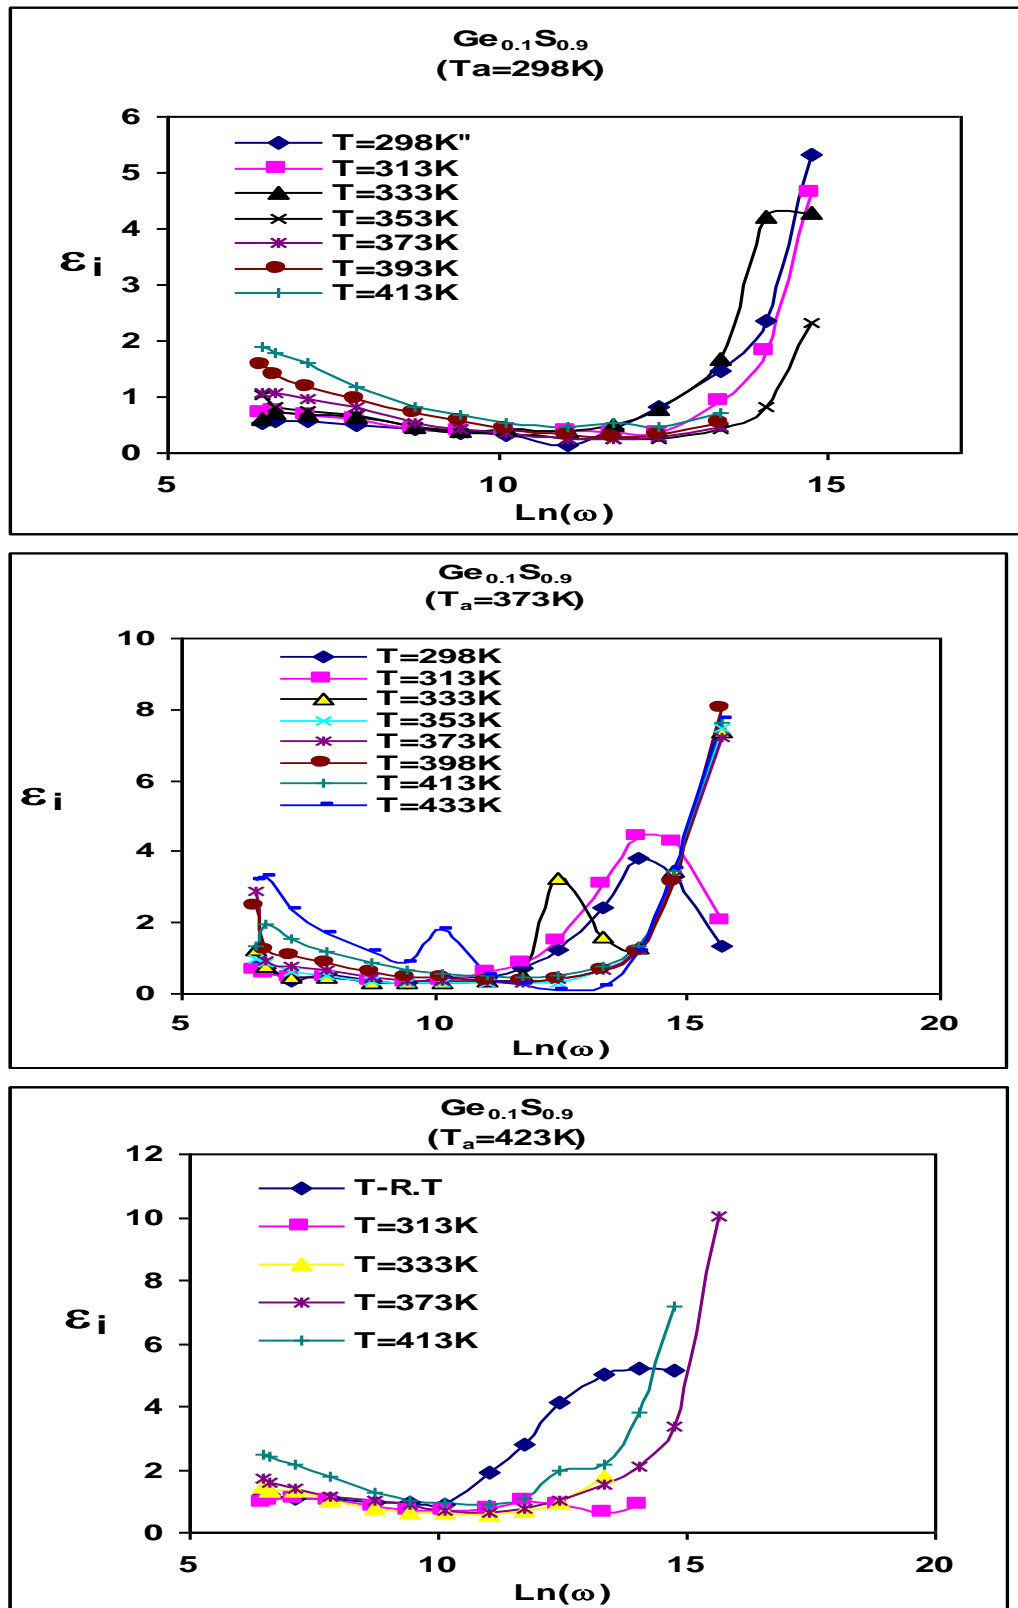 Ge0.1S0.9
(Ta=298K)
6
5
4
3
2
1
0
εi
T=298K"
T=313K
T=333K
T=353K
T=373K
T=393K
T=413K
5 10 15
Ln(ω)
Ge0.1S0.9
(Ta=373K)
10
8
6
4
2
0
εi
T=298K
T=313K
T=333K
T=353K
T=373K
T=398K
T=413K
T=433K
5 10 15 20
Ln(ω)
Ge0.1S0.9
(Ta=423K)
12
10
8
6
4
2
0
εi
T-R.T
T=313K
T=333K
T=373K
T=413K
5 10 15 20
Ln(ω)